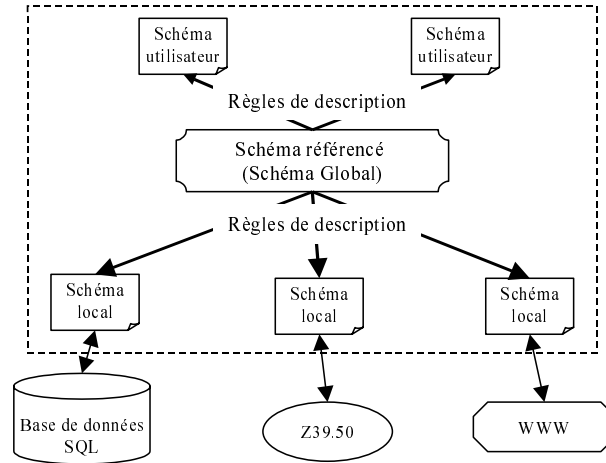 Schéma
utilisateur
Schéma
utilisateur
Règles de description
Schéma référencé
(Schéma Global)
Règles de description
Schéma
local
Schéma
local
Schéma
local
Base de données
SQL
Z39.50
WWW